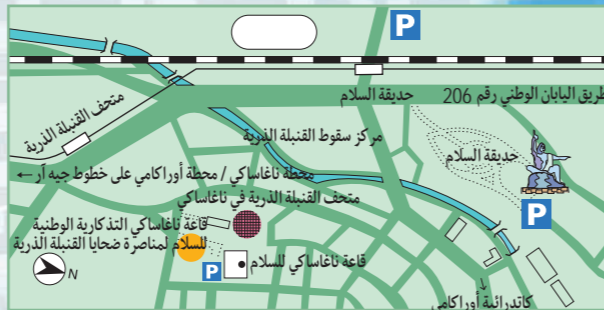 P
طريق اليابان الوطني رقم 206
حديقة السلام
متحف القنبلة الذرية
مركز سقوط القنبلة الذرية
حديقة السلام
محطة ناغاساكي / محطة أوراكامي على خطوط جيه آر ←
متحف القنبلة الذرية في ناغاساكي
P
قاعة ناغاساكي التذكارية الوطنية
للسلام لمناصرة ضحايا القنبلة الذرية
قاعة ناغاساكي للسلام
P
N
كاتدرائية أوراكامي